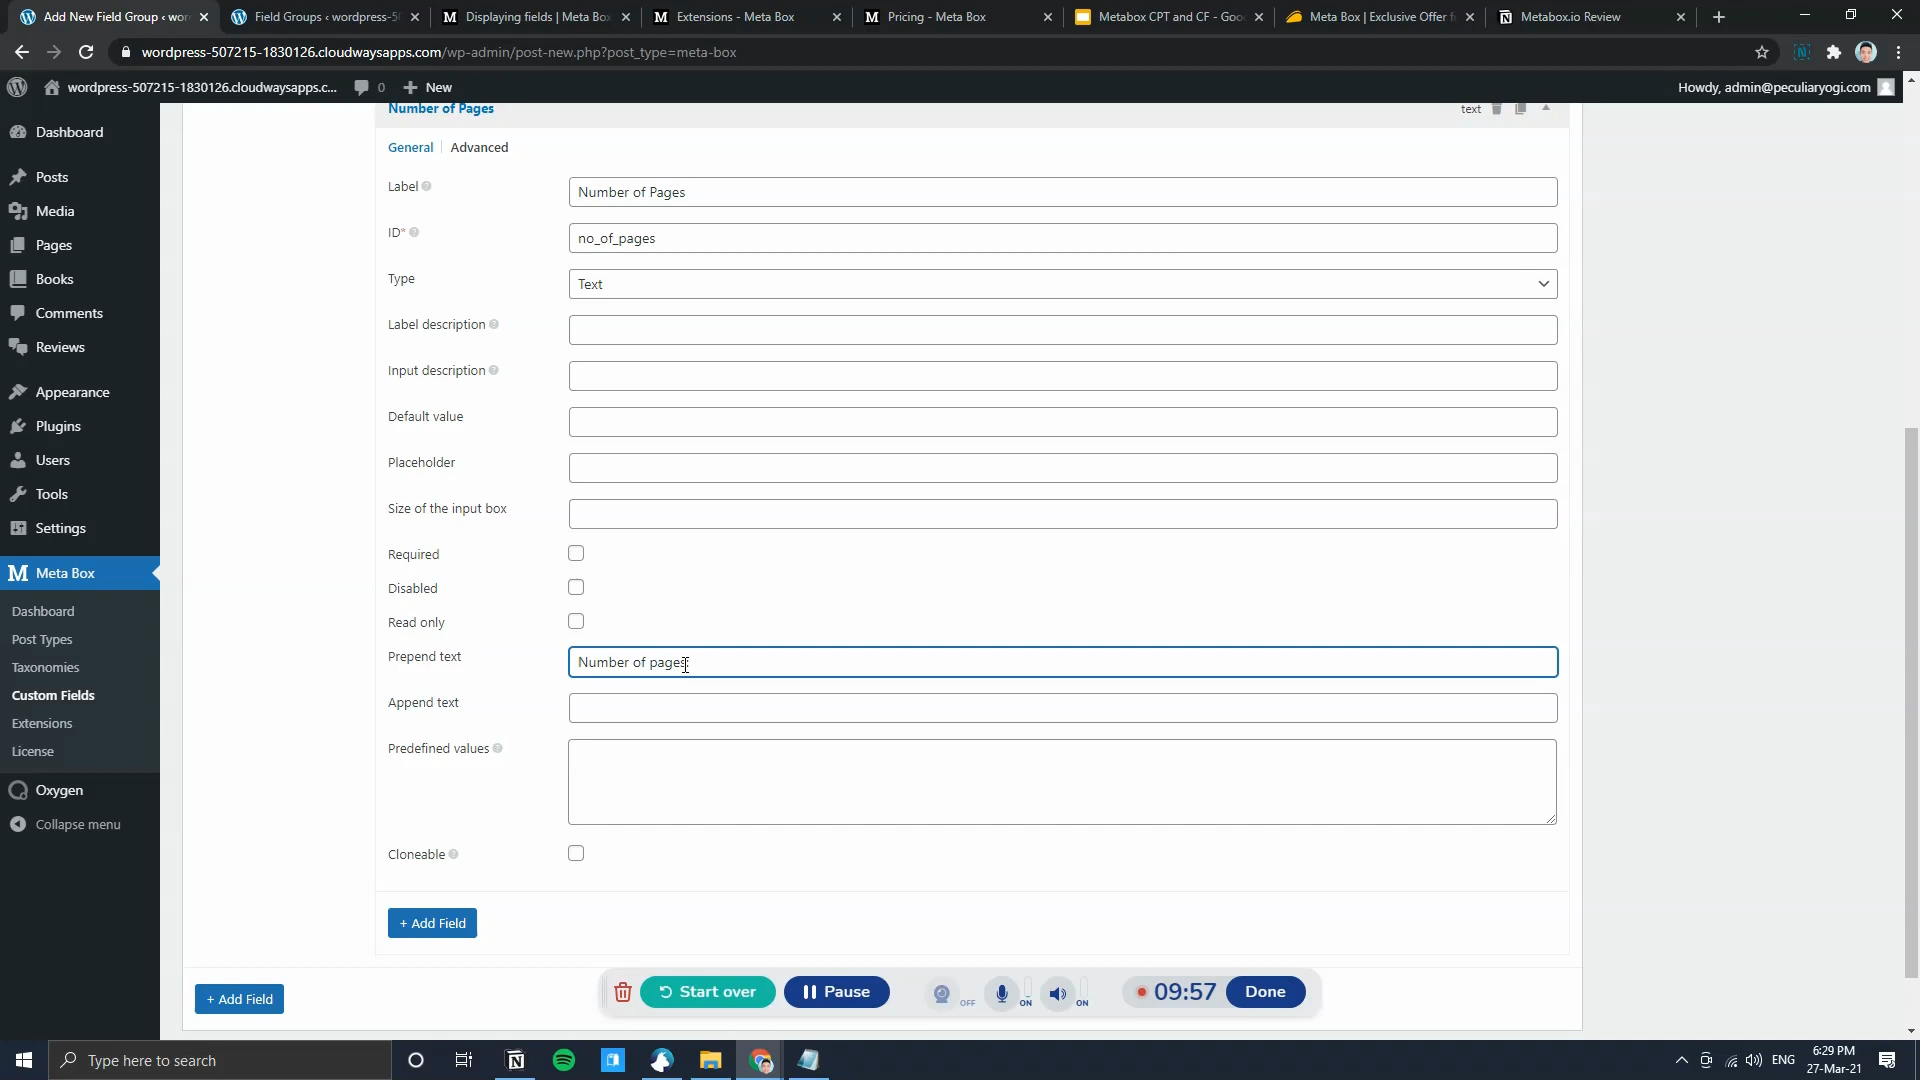 Add New Field Group ‹ wor
Field Groups ‹ wordpress-5
Displaying fields | Meta Box
Extensions - Meta Box
Pricing - Meta Box
Metabox CPT and CF - Goo
Meta Box | Exclusive Offer f
Metabox.io Review
wordpress-507215-1830126.cloudwaysapps.com/wp-admin/post-new.php?post_type=meta-box
wordpress-507215-1830126.cloudwaysapps.c...
0
New
Howdy, admin@peculiaryogi.com
Dashboard
Posts
Media
Pages
Books
Comments
Reviews
Appearance
Plugins
Users
Tools
Settings
Meta Box
Dashboard
Post Types
Taxonomies
Custom Fields
Extensions
License
Oxygen
Collapse menu
Number of Pages
text
General
Advanced
Label
Number of Pages
ID*
no_of_pages
Type
Text
Label description
Input description
Default value
Placeholder
Size of the input box
Required
Disabled
Read only
Prepend text
Number of pages:
Append text
Predefined values
Cloneable
+ Add Field
+ Add Field
Start over
Pause
OFF
ON
ON
09:57
Done
Type here to search
ENG
6:29 PM
27-Mar-21